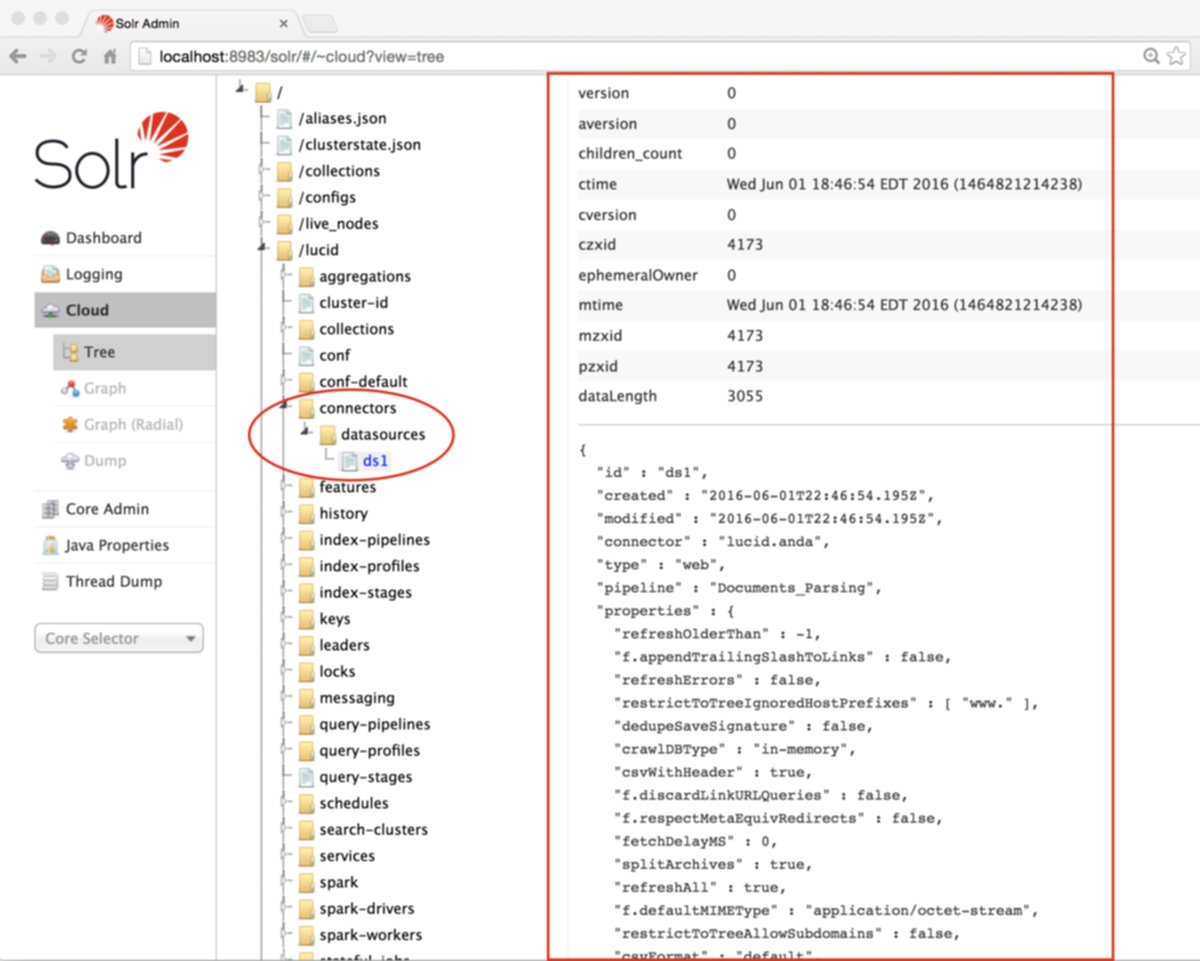 Solr Admin
localhost:8983/solr/#/~cloud?view=tree
Solr
Dashboard
Logging
Cloud
Tree
Graph
Graph (Radial)
Dump
Core Admin
Java Properties
Thread Dump
Core Selector
/
/aliases.json
/clusterstate.json
/collections
/configs
/live_nodes
/lucid
aggregations
cluster-id
collections
conf
conf-default
connectors
datasources
ds1
features
history
index-pipelines
index-profiles
index-stages
keys
leaders
locks
messaging
query-pipelines
query-profiles
query-stages
schedules
search-clusters
services
spark
spark-drivers
spark-workers
stateful-jobs
version 0
aversion 0
children_count 0
ctime Wed Jun 01 18:46:54 EDT 2016 (1464821214238)
cversion 0
czxid 4173
ephemeralOwner 0
mtime Wed Jun 01 18:46:54 EDT 2016 (1464821214238)
mzxid 4173
pzxid 4173
dataLength 3055
{
"id" : "ds1",
"created" : "2016-06-01T22:46:54.195Z",
"modified" : "2016-06-01T22:46:54.195Z",
"connector" : "lucid.anda",
"type" : "web",
"pipeline" : "Documents_Parsing",
"properties" : {
"refreshOlderThan" : -1,
"f.appendTrailingSlashToLinks" : false,
"refreshErrors" : false,
"restrictToTreeIgnoredHostPrefixes" : [ "www." ],
"dedupeSaveSignature" : false,
"crawlDBType" : "in-memory",
"csvWithHeader" : true,
"f.discardLinkURLQueries" : false,
"f.respectMetaEquivRedirects" : false,
"fetchDelayMS" : 0,
"splitArchives" : true,
"refreshAll" : true,
"f.defaultMIMEType" : "application/octet-stream",
"restrictToTreeAllowSubdomains" : false,
"csvFormat" : "default"